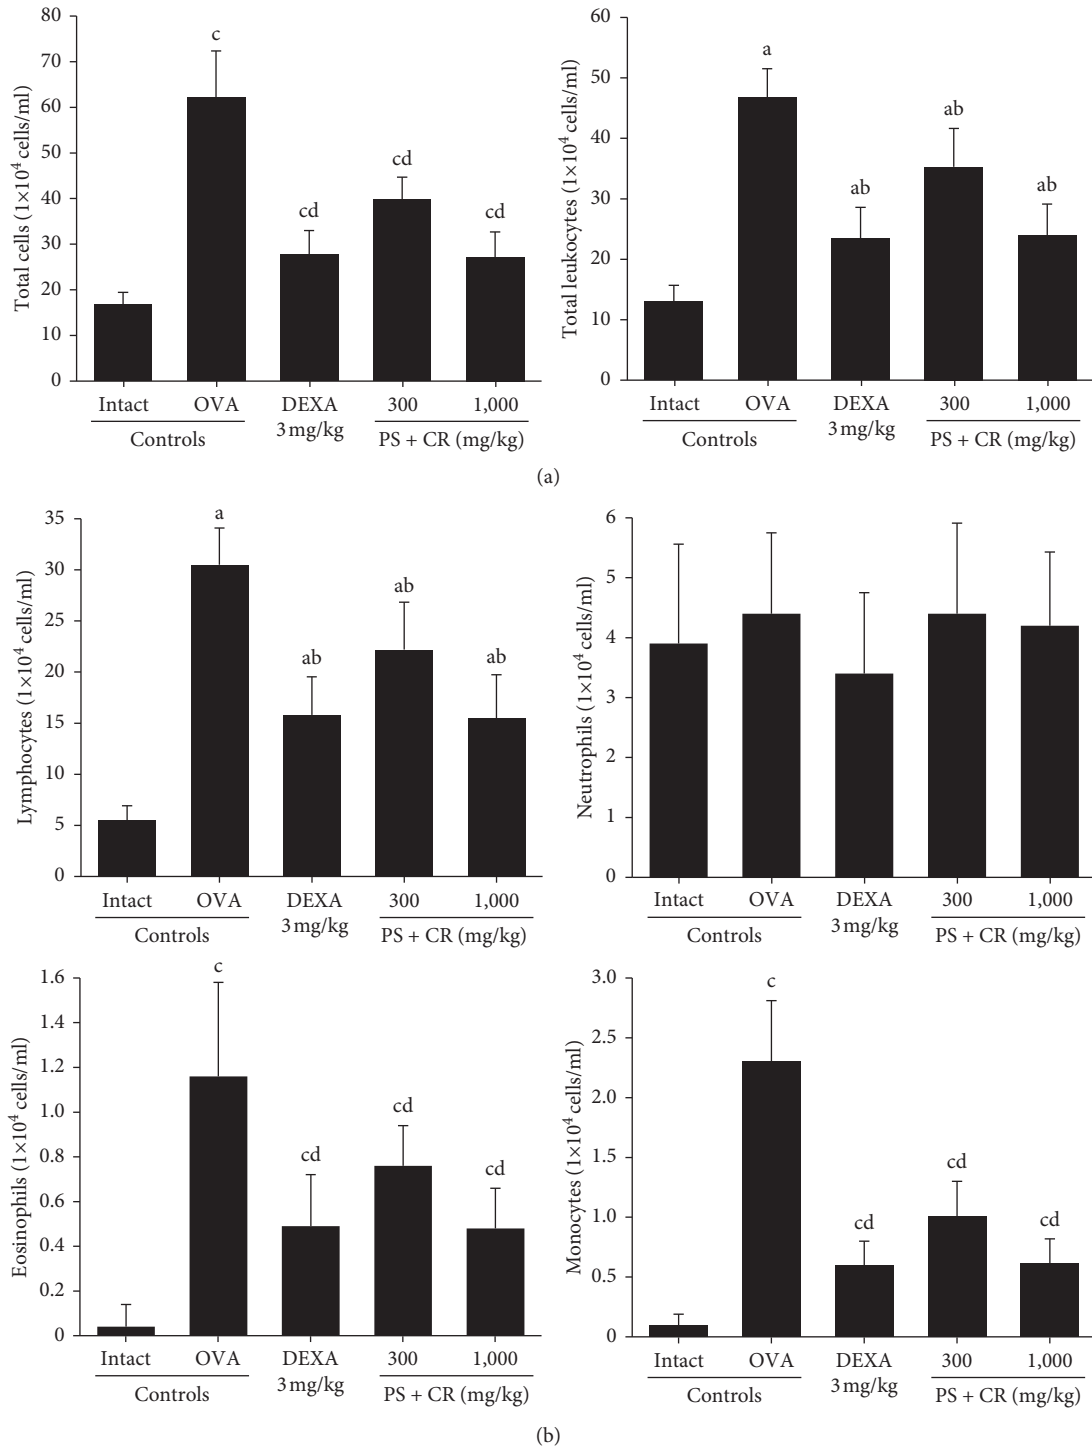 80
70
60
50
40
30
20
10
0
Total cells (1×10⁴ cells/ml)
c
cd
cd
cd
Intact
OVA
DEXA
3 mg/kg
300
1,000
Controls
PS + CR (mg/kg)
60
50
40
30
20
10
0
Total leukocytes (1×10⁴ cells/ml)
a
ab
ab
ab
Intact
OVA
DEXA
3 mg/kg
300
1,000
Controls
PS + CR (mg/kg)
(a)
35
30
25
20
15
10
5
0
Lymphocytes (1×10⁴ cells/ml)
a
ab
ab
ab
Intact
OVA
DEXA
3 mg/kg
300
1,000
Controls
PS + CR (mg/kg)
6
5
4
3
2
1
0
Neutrophils (1×10⁴ cells/ml)
Intact
OVA
DEXA
3 mg/kg
300
1,000
Controls
PS + CR (mg/kg)
1.6
1.4
1.2
1.0
0.8
0.6
0.4
0.2
0
Eosinophils (1×10⁴ cells/ml)
c
cd
cd
cd
Intact
OVA
DEXA
3 mg/kg
300
1,000
Controls
PS + CR (mg/kg)
3.0
2.5
2.0
1.5
1.0
0.5
0
Monocytes (1×10⁴ cells/ml)
c
cd
cd
cd
Intact
OVA
DEXA
3 mg/kg
300
1,000
Controls
PS + CR (mg/kg)
(b)